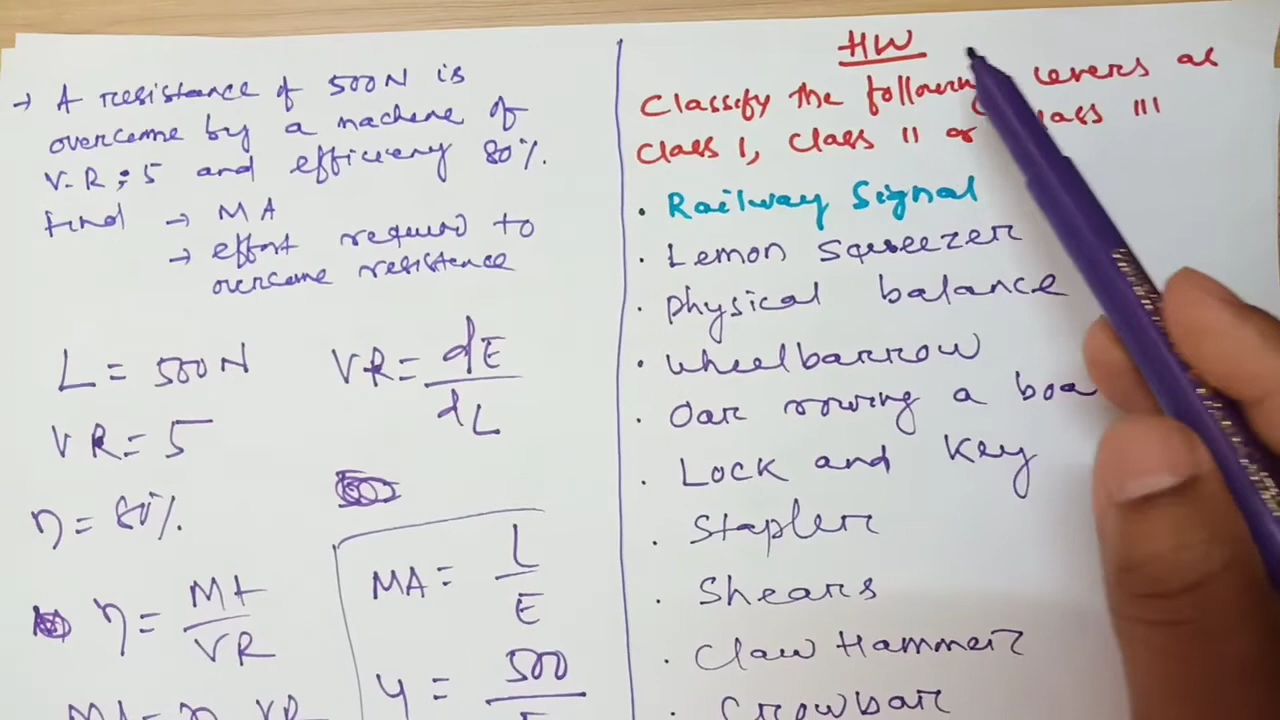 → A resistance of 500N is
overcome by a machine of
V.R ; 5 and efficiency 80%.
Find → MA
→ effort required to
overcome resistance
L = 500N
VR = dE
dL
VR = 5
η = 80%
η = MA
VR
MA = L
E
4 = 500
HW
Classify the following levers as
class I, class II or class III
• Railway Signal
• Lemon Squeezer
• physical balance
• wheelbarrow
• Oar rowing a boa
• Lock and key
• Stapler
• Shears
• Claw Hammer
• Crowbar